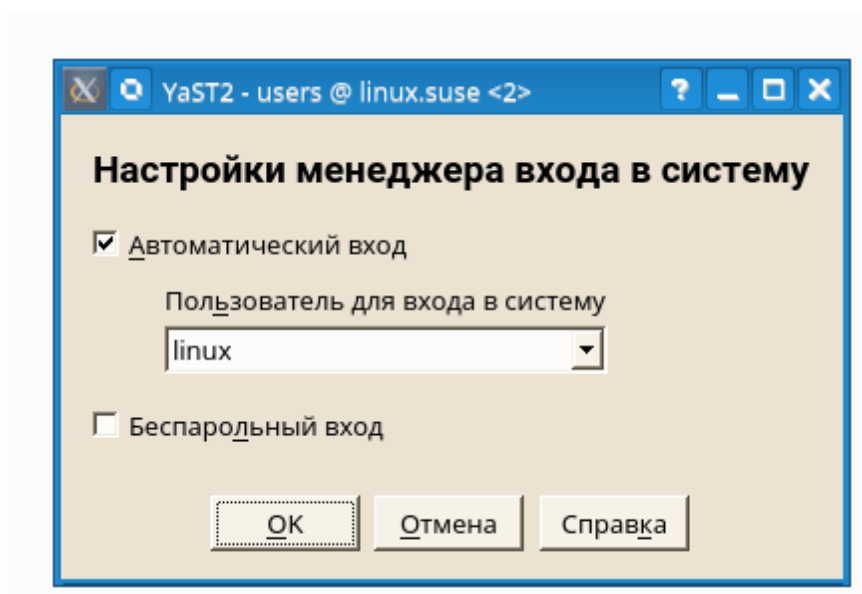 YaST2 - users @ linux.suse <2>
Настройки менеджера входа в систему
Автоматический вход
Пользователь для входа в систему
linux
Беспарольный вход
OK Отмена Справка